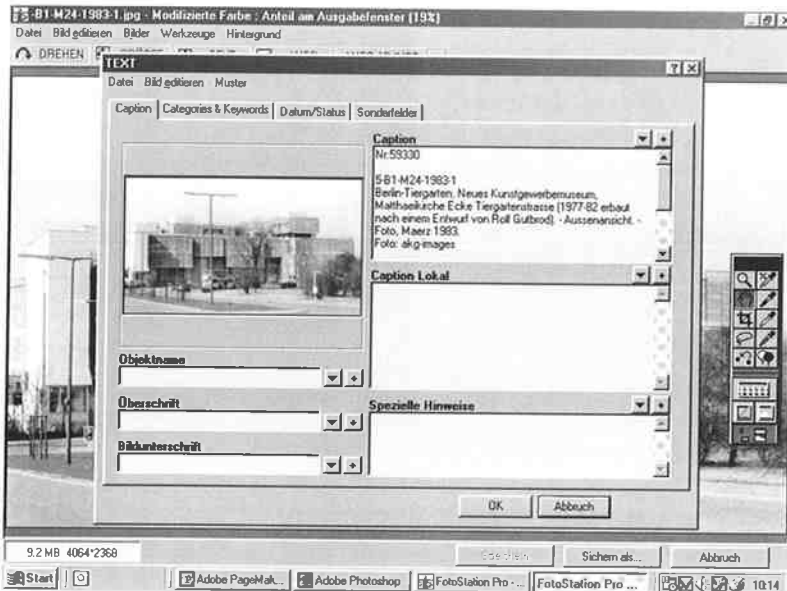 5-B1-M24-1983-1.jpg - Modifizierte Farbe ; Anteil am Ausgabefenster (19%)
Datei Bild editieren Bilder Werkzeuge Hintergrund
DREHEN
TEXT
Datei Bild editieren Muster
Caption Categories & Keywords Datum/Status Sonderfelder
Caption
Nr:59330
5-B1-M24-1983-1
Berlin-Tiergarten, Neues Kunstgewerbemuseum,
Matthaeikirche Ecke Tiergartenstrasse (1977-82 erbaut
nach einem Entwurf von Rolf Gutbrod). - Aussenansicht. -
Foto, Maerz 1983.
Foto: akg-images
Caption Lokal
Objektname
Überschrift
Bildunterschrift
Spezielle Hinweise
OK Abbruch
9.2 MB 4064*2368
Speichern Sichern als... Abbruch
Start Adobe PageMak... Adobe Photoshop FotoStation Pro - ... FotoStation Pro ... 10:14